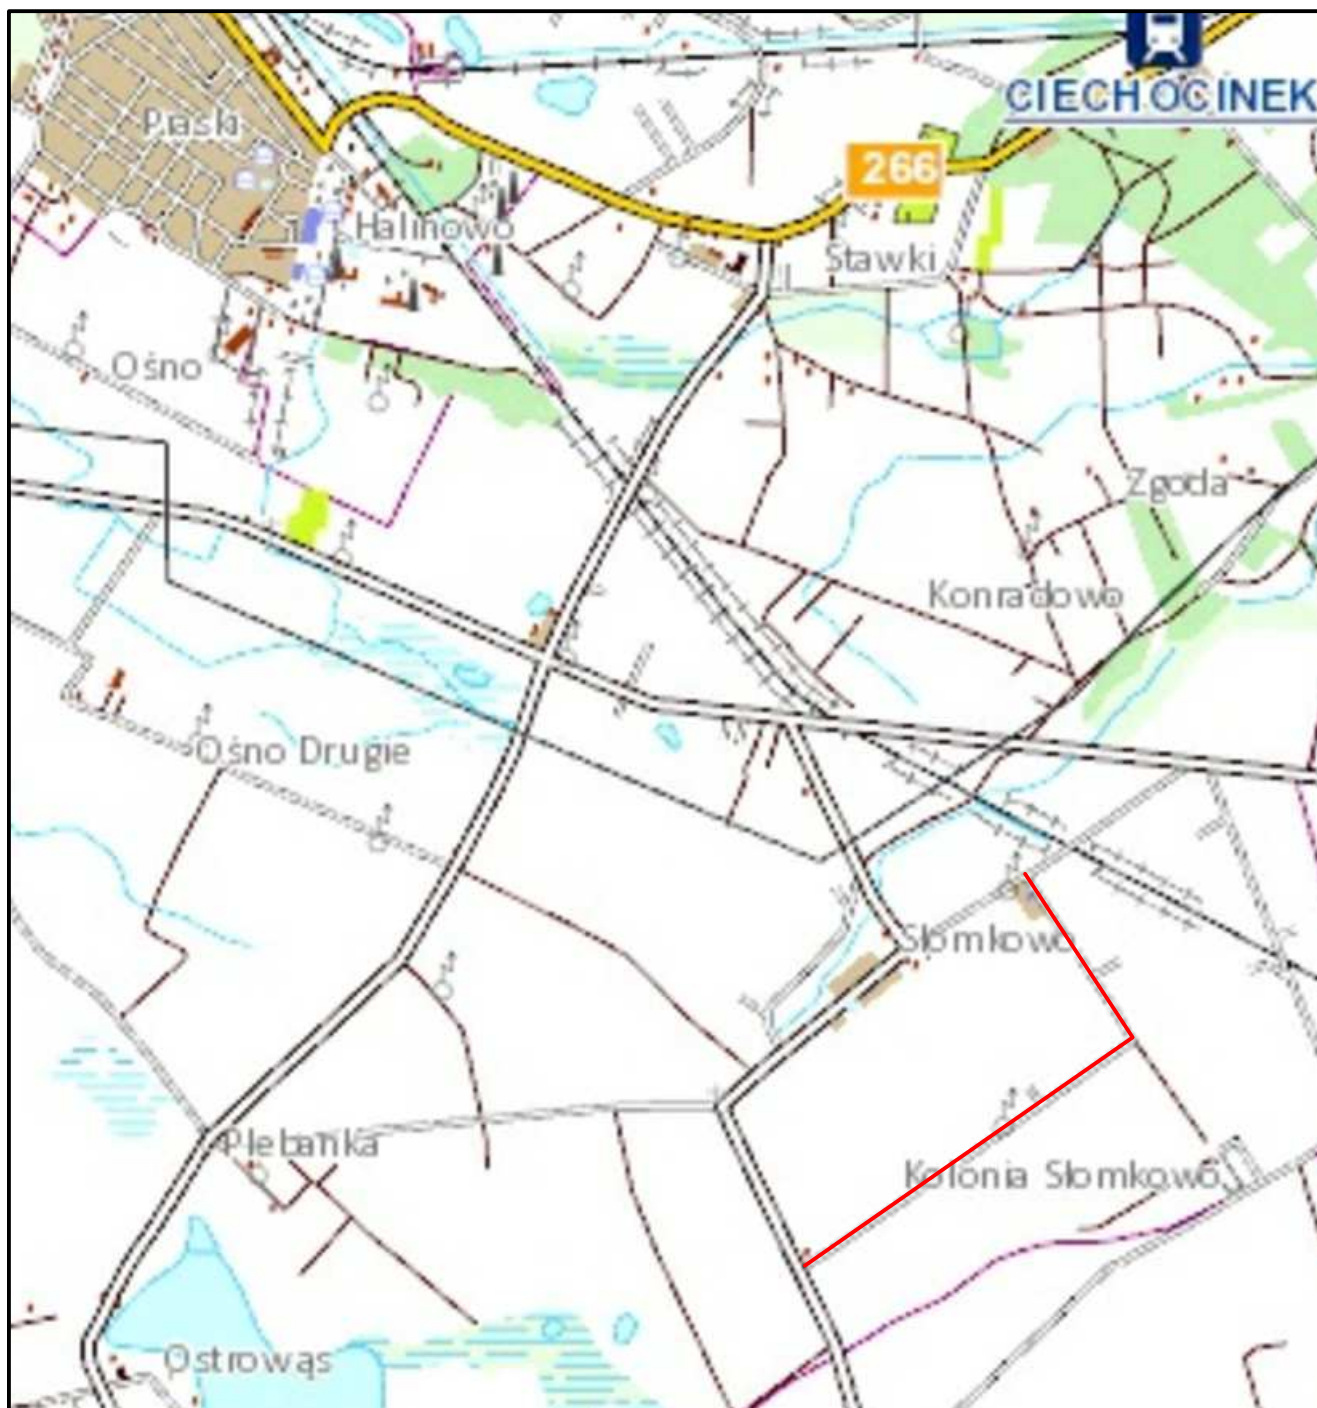 CIECHOCINEK
Piaski
266
Halinowo
Stawki
Ośno
Zgoda
Konradowo
Ośno Drugie
Słomkowo
Plebanka
Kolonia Słomkowo
Ostrowąs